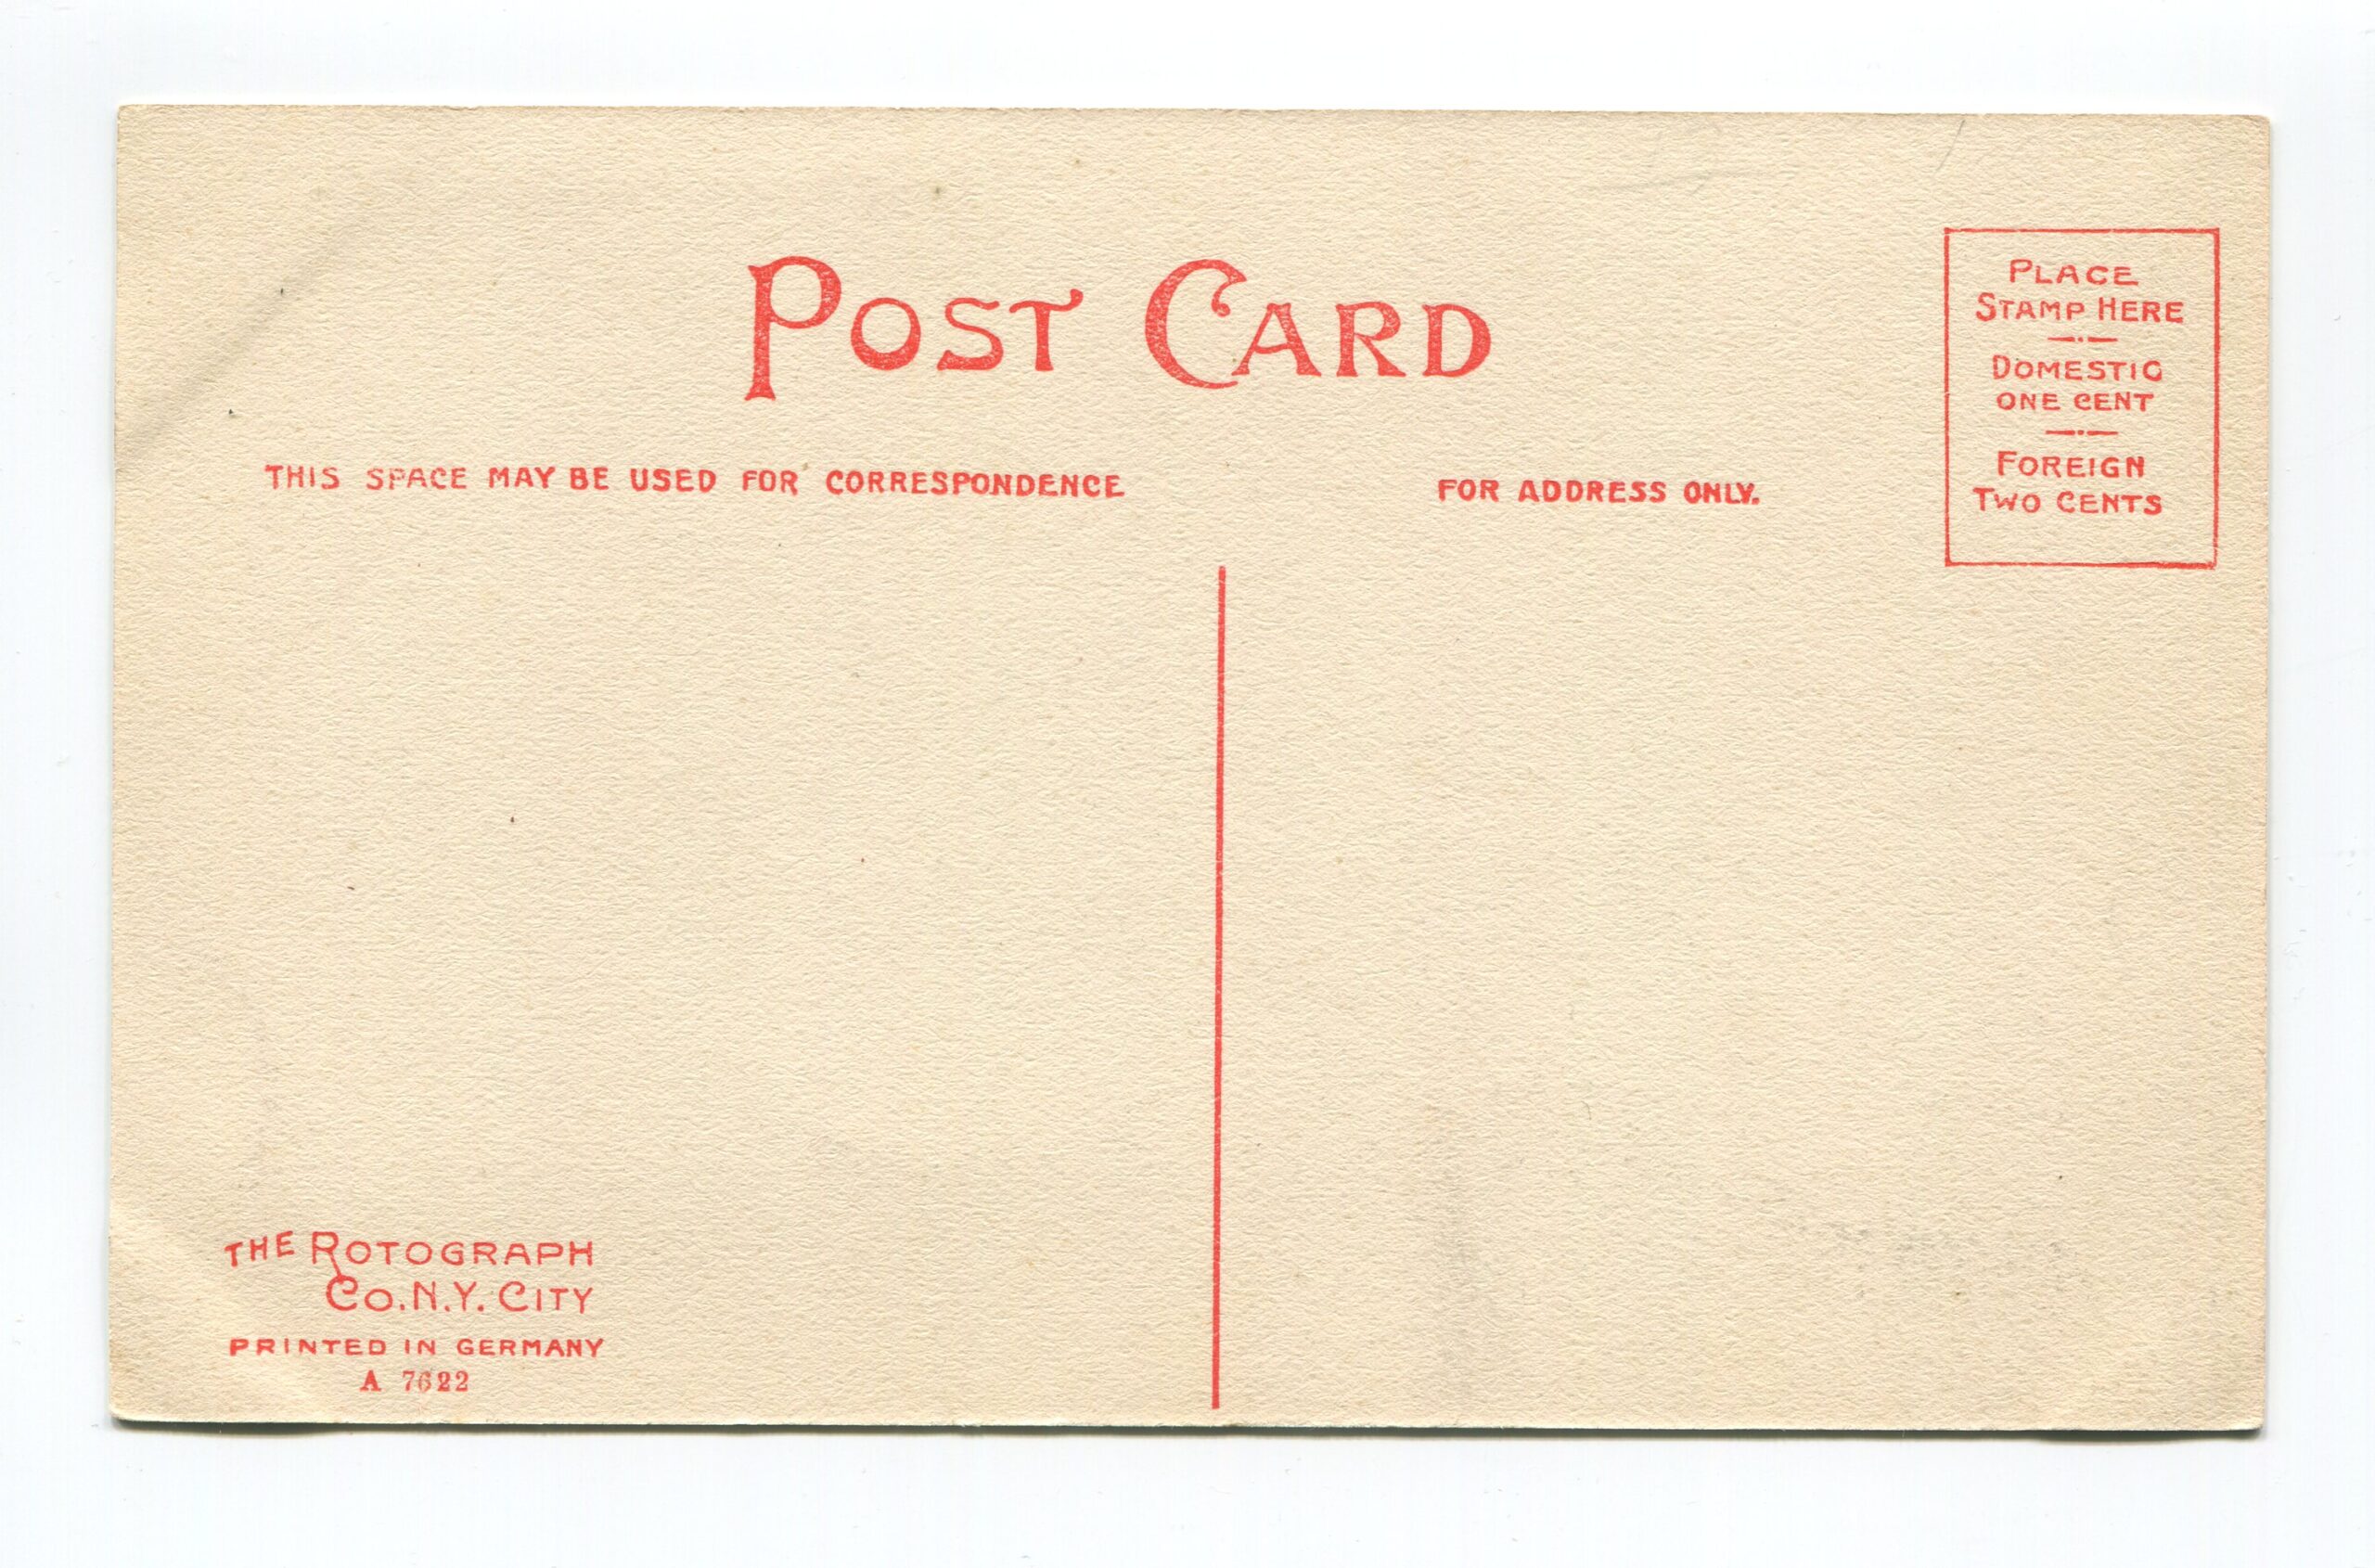 POST CARD
PLACE
STAMP HERE
DOMESTIC
ONE CENT
FOREIGN
TWO CENTS
THIS SPACE MAY BE USED FOR CORRESPONDENCE
FOR ADDRESS ONLY.
THE ROTOGRAPH
CO. N.Y. CITY
PRINTED IN GERMANY
A 7622